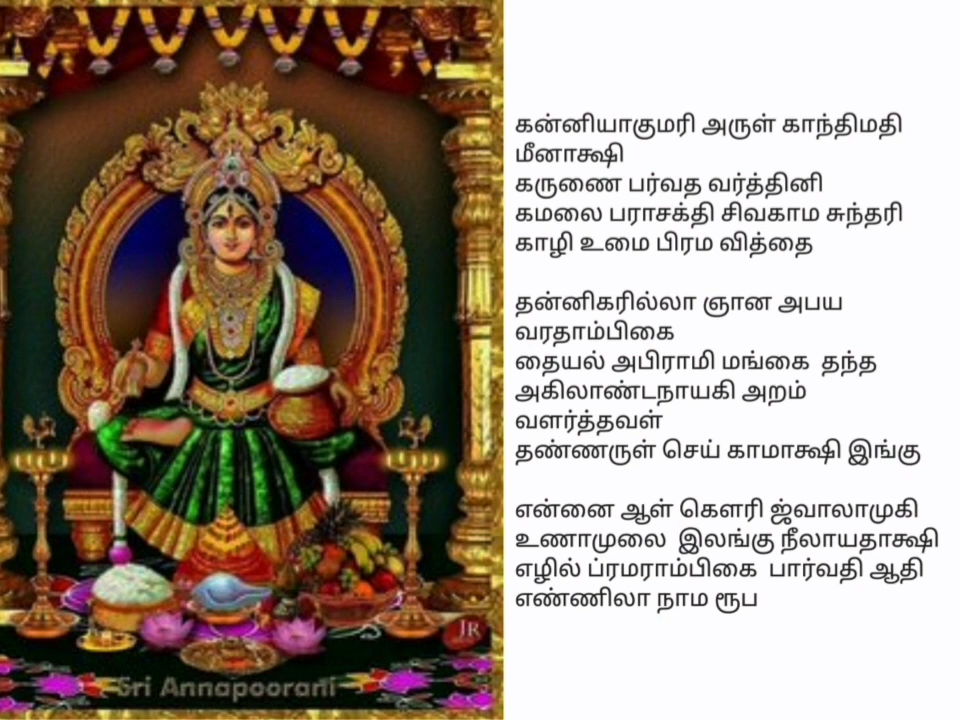 கன்னியாகுமரி அருள் காந்திமதி
மீனாக்ஷி
கருணை பர்வத வர்த்தினி
கமலை பராசக்தி சிவகாம சுந்தரி
காழி உமை பிரம வித்தை
தன்னிகரில்லா ஞான அபய
வரதாம்பிகை
தையல் அபிராமி மங்கை தந்த
அகிலாண்டநாயகி அறம்
வளர்த்தவள்
தண்ணருள் செய் காமாக்ஷி இங்கு
என்னை ஆள் கௌரி ஜ்வாலாமுகி
உணாமுலை இலங்கு நீலாயதாக்ஷி
எழில் ப்ரமராம்பிகை பார்வதி ஆதி
எண்ணிலா நாம ரூப
JR
Sri Annapoorani